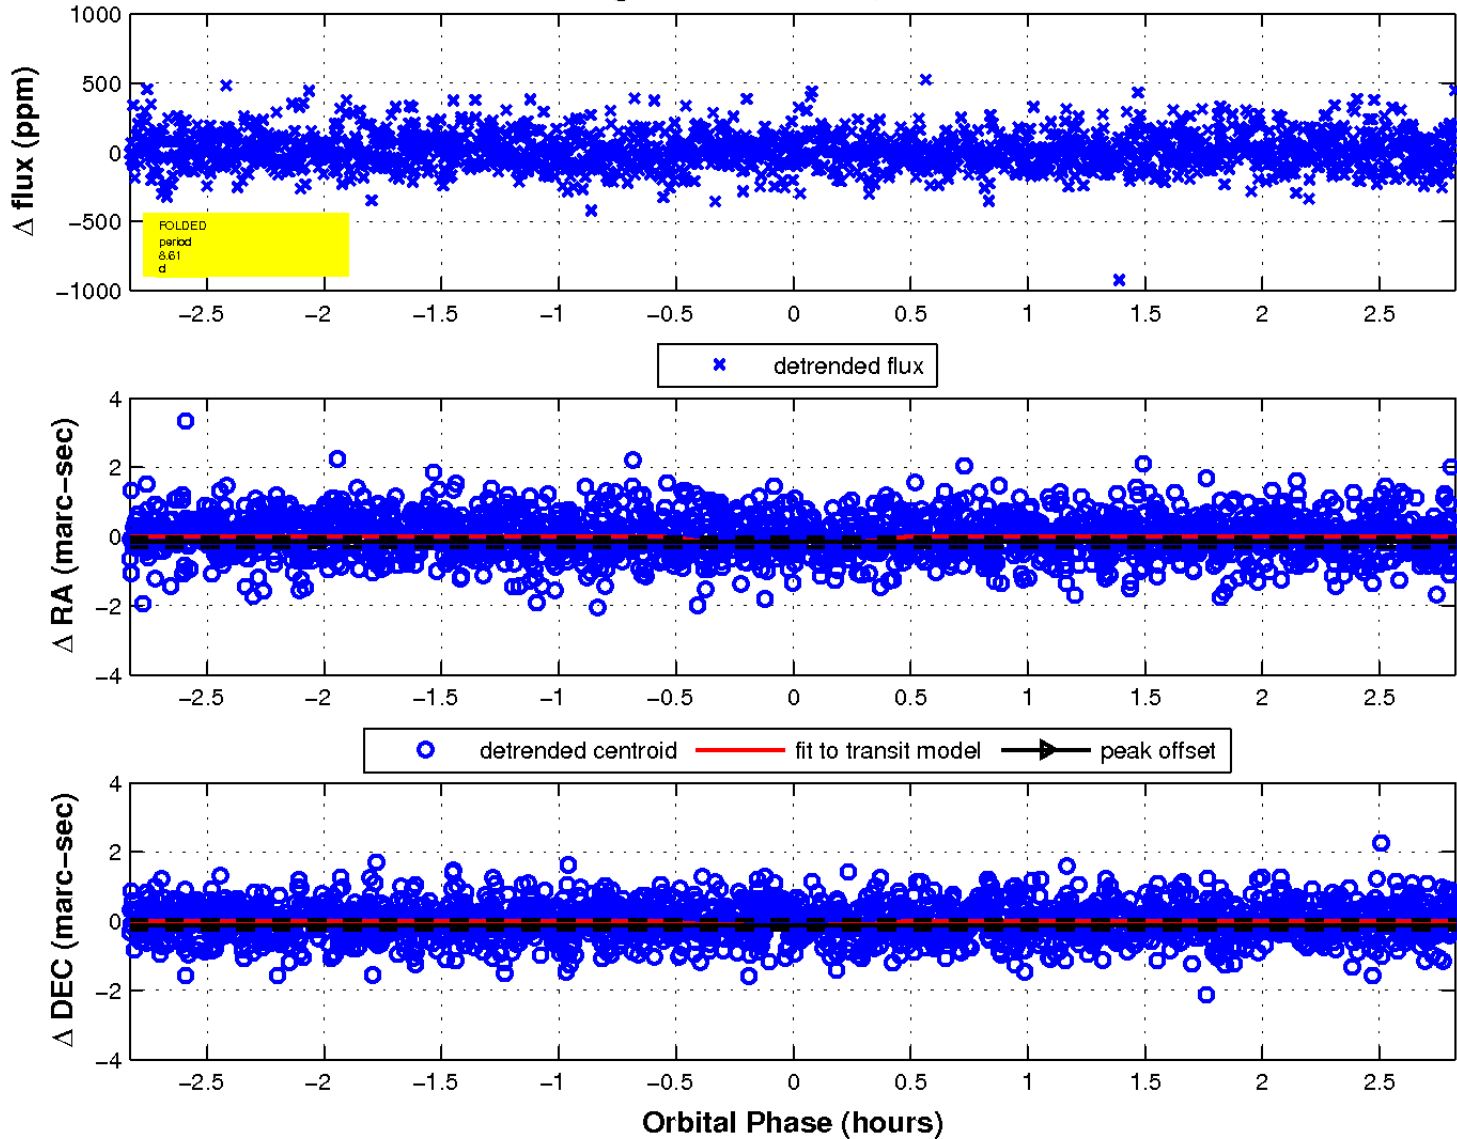 1000
500
0
−500
−1000
Δ flux (ppm)
FOLDED
period
8.61
d
−2.5 −2 −1.5 −1 −0.5 0 0.5 1 1.5 2 2.5
detrended flux
4
2
0
−2
−4
Δ RA (marc−sec)
−2.5 −2 −1.5 −1 −0.5 0 0.5 1 1.5 2 2.5
detrended centroid fit to transit model peak offset
4
2
0
−2
−4
Δ DEC (marc−sec)
−2.5 −2 −1.5 −1 −0.5 0 0.5 1 1.5 2 2.5
Orbital Phase (hours)